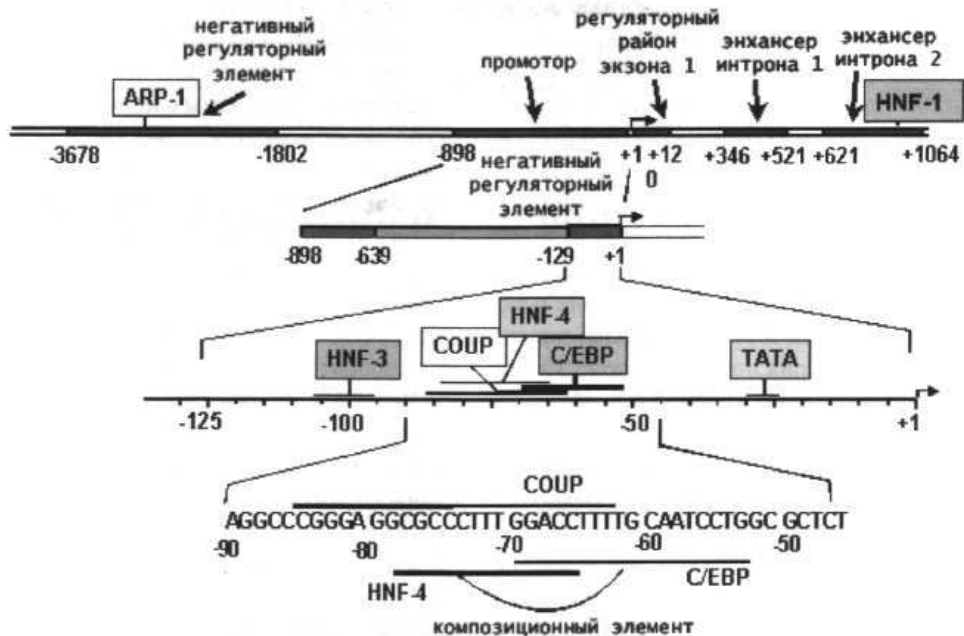 негативный
регуляторный
элемент
ARP-1
промотор
регуляторный
район
экзона 1
энхансер
интрона 1
энхансер
интрона 2
HNF-1
-3678 -1802 -898 +1 +12 +346 +521 +621 +1064
0
негативный
регуляторный
элемент
-898 -639 -129 +1
HNF-4
COUP
HNF-3
C/EBP
TATA
-125 -100 -50 +1
COUP
AGGCCCGGGA GGCGCCCTTT GGACCTTTTG CAATCCTGGC GCTCT
-90 -80 -70 -60 -50
HNF-4
C/EBP
композиционный элемент